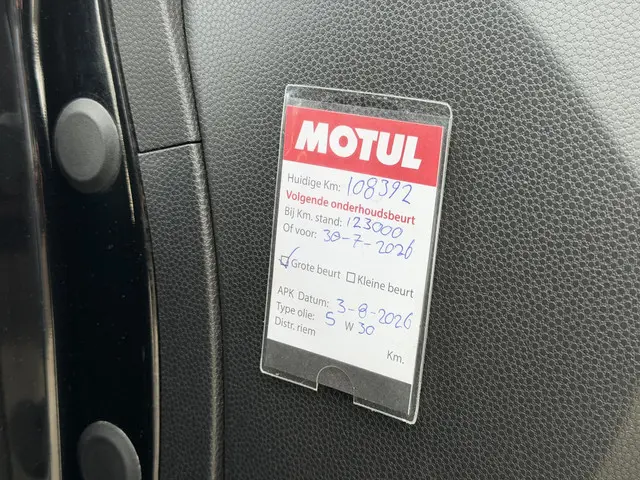 MOTUL
Huidige Km: 108392
Volgende onderhoudsbeurt
Bij Km. stand: 123000
Of voor: 30-7-2026
☑ Grote beurt ☐ Kleine beurt
APK Datum: 3-8-2026
Type olie: 5 W 30
Distr. riem Km.